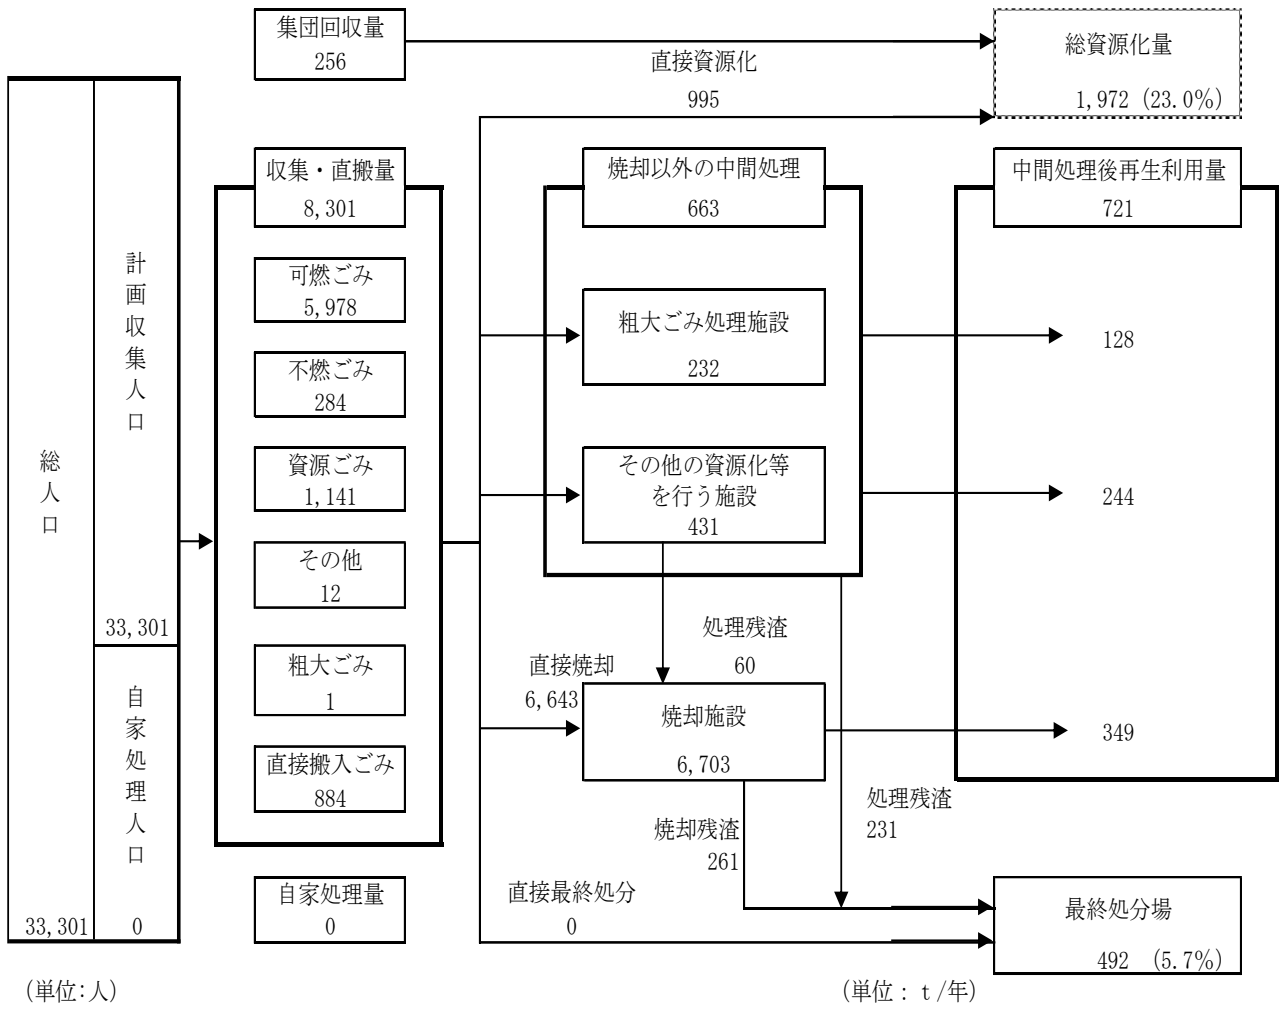 集団回収量
256
直接資源化
995
総資源化量
1,972 (23.0%)
総人口
33,301
計画収集人口
33,301
自家処理人口
0
収集・直搬量
8,301
可燃ごみ
5,978
不燃ごみ
284
資源ごみ
1,141
その他
12
粗大ごみ
1
直接搬入ごみ
884
自家処理量
0
焼却以外の中間処理
663
粗大ごみ処理施設
232
その他の資源化等
を行う施設
431
処理残渣
60
直接焼却
6,643
焼却施設
6,703
焼却残渣
261
処理残渣
231
直接最終処分
0
中間処理後再生利用量
721
128
244
349
最終処分場
492 (5.7%)
(単位:人)
(単位：ｔ/年)